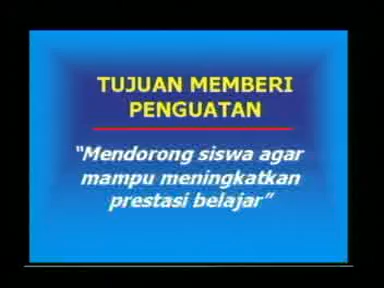 TUJUAN MEMBERI
PENGUATAN
“Mendorong siswa agar
mampu meningkatkan
prestasi belajar”